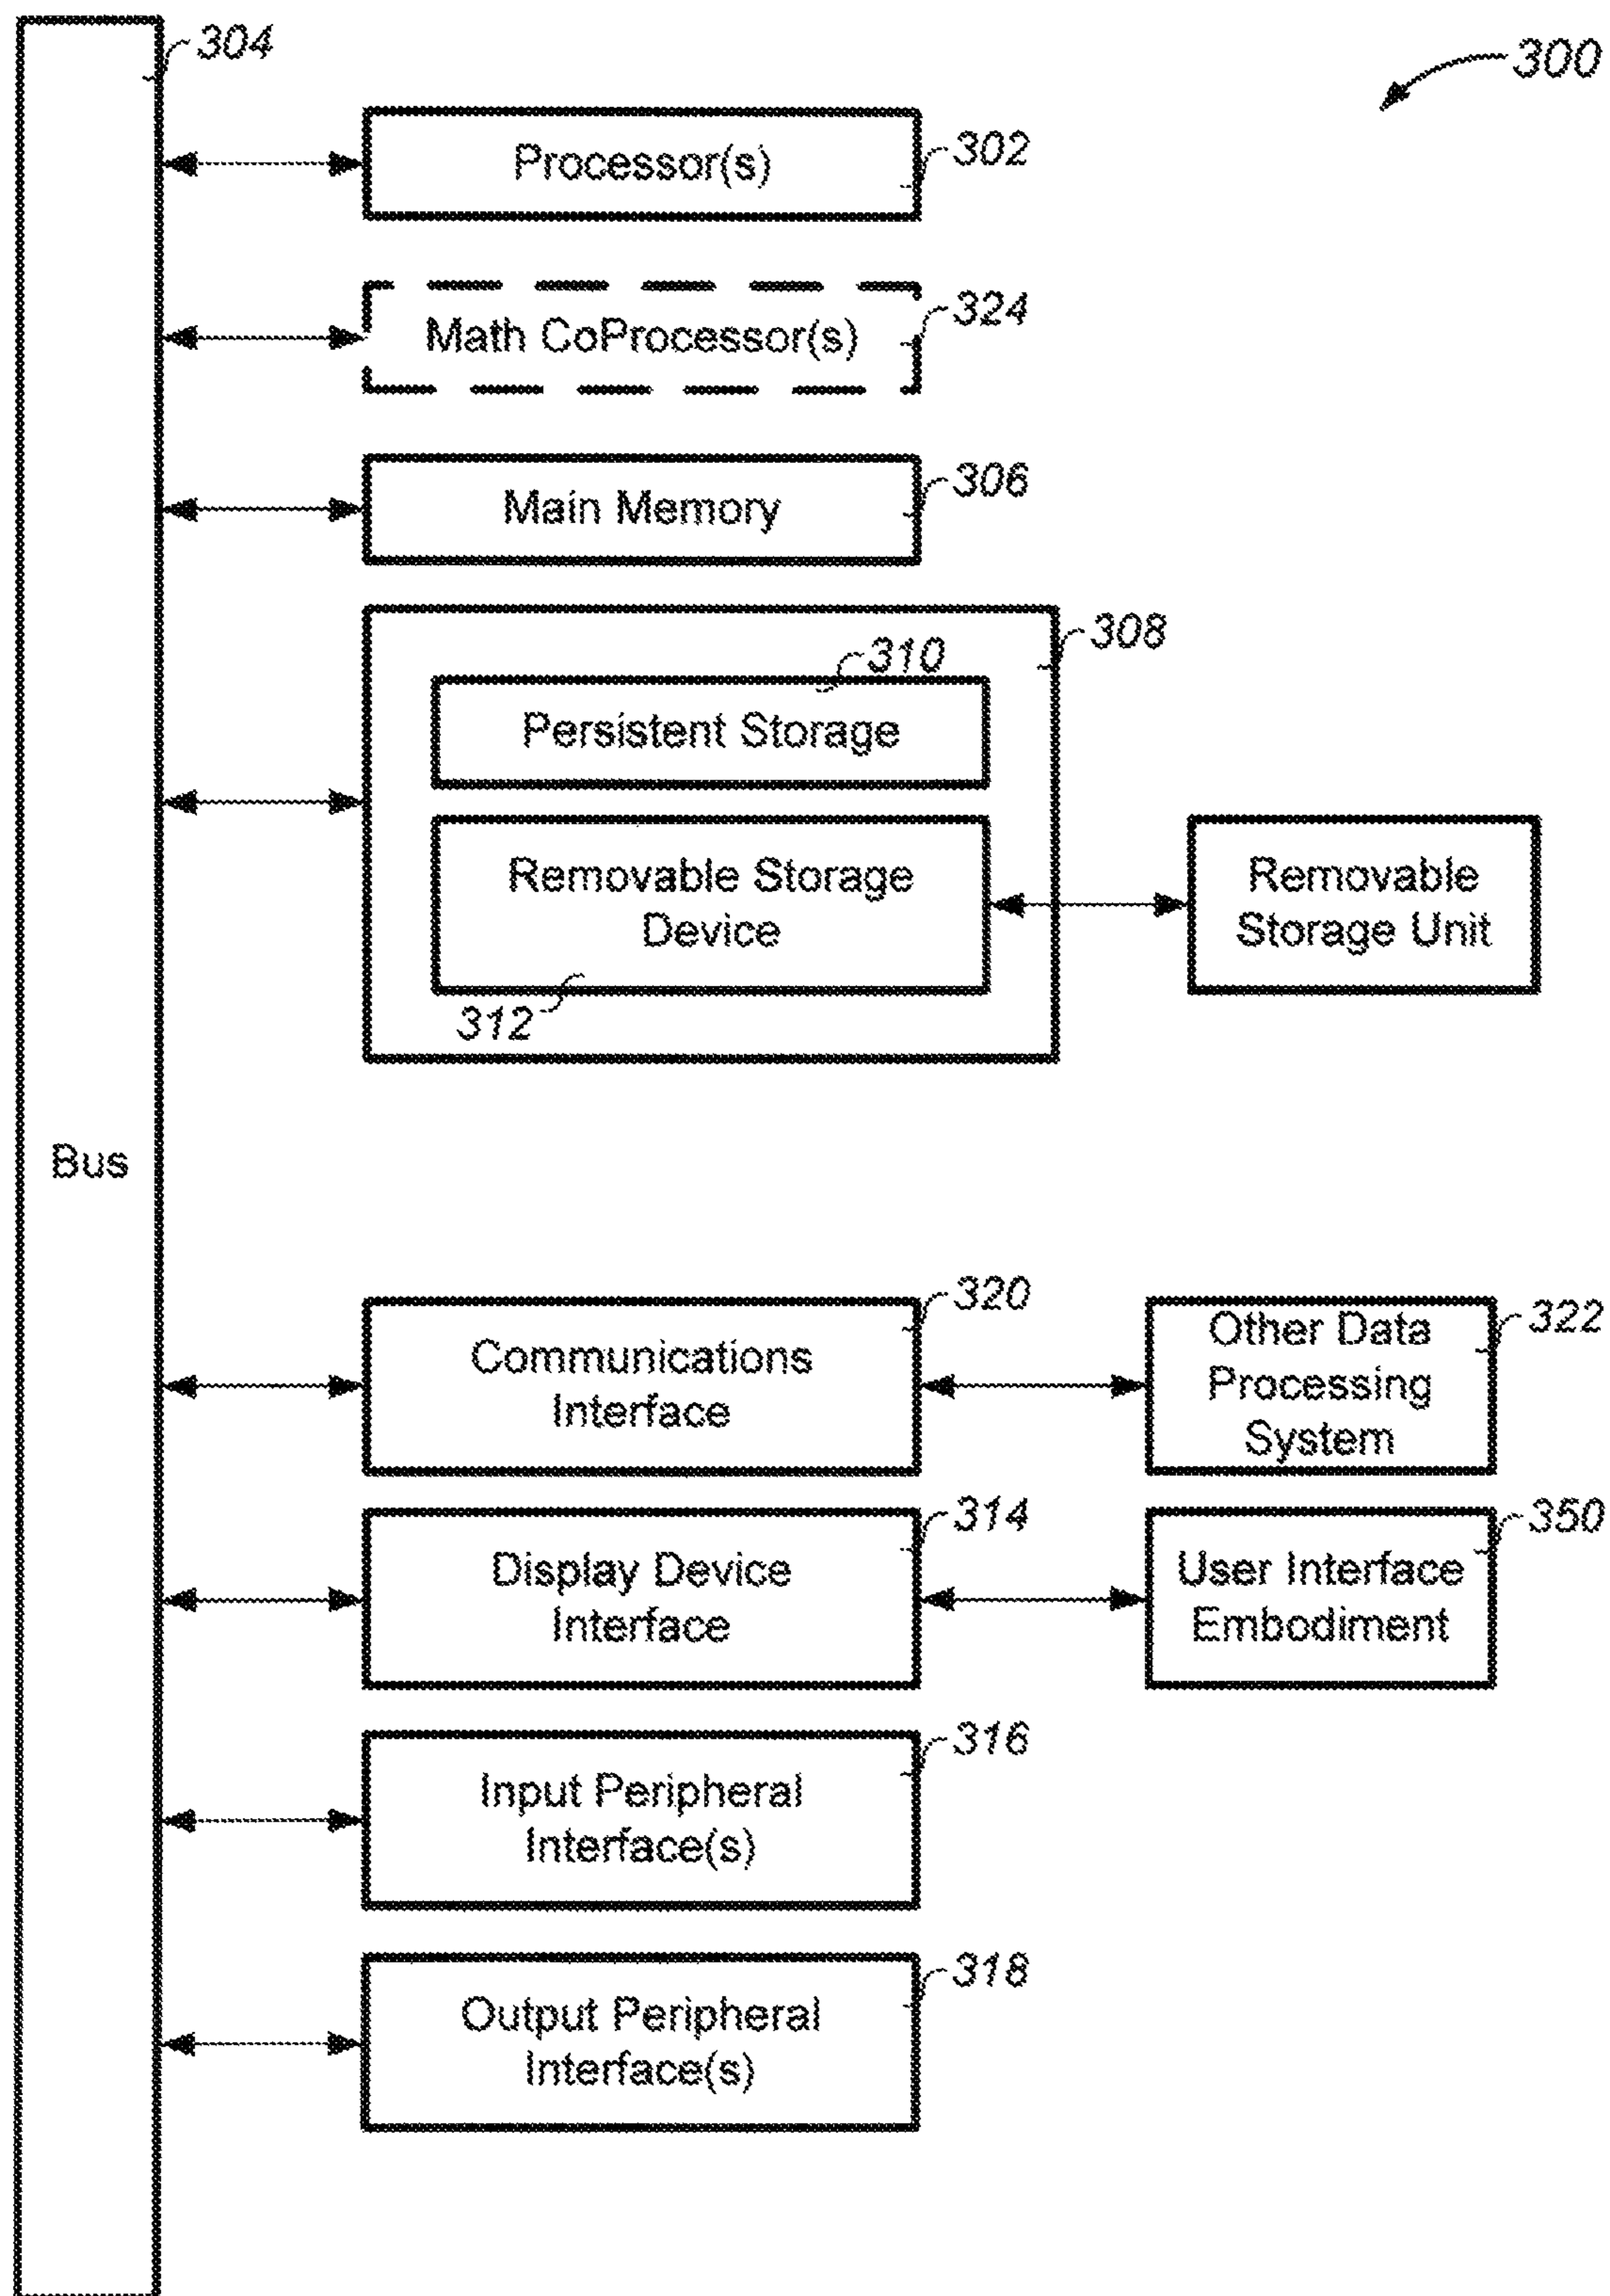 304
300
Processor(s)
302
Math CoProcessor(s)
324
Main Memory
306
308
310
Persistent Storage
Removable Storage
Device
312
Removable
Storage Unit
Bus
320
Communications
Interface
Other Data
Processing
System
322
314
Display Device
Interface
User Interface
Embodiment
350
316
Input Peripheral
Interface(s)
318
Output Peripheral
Interface(s)